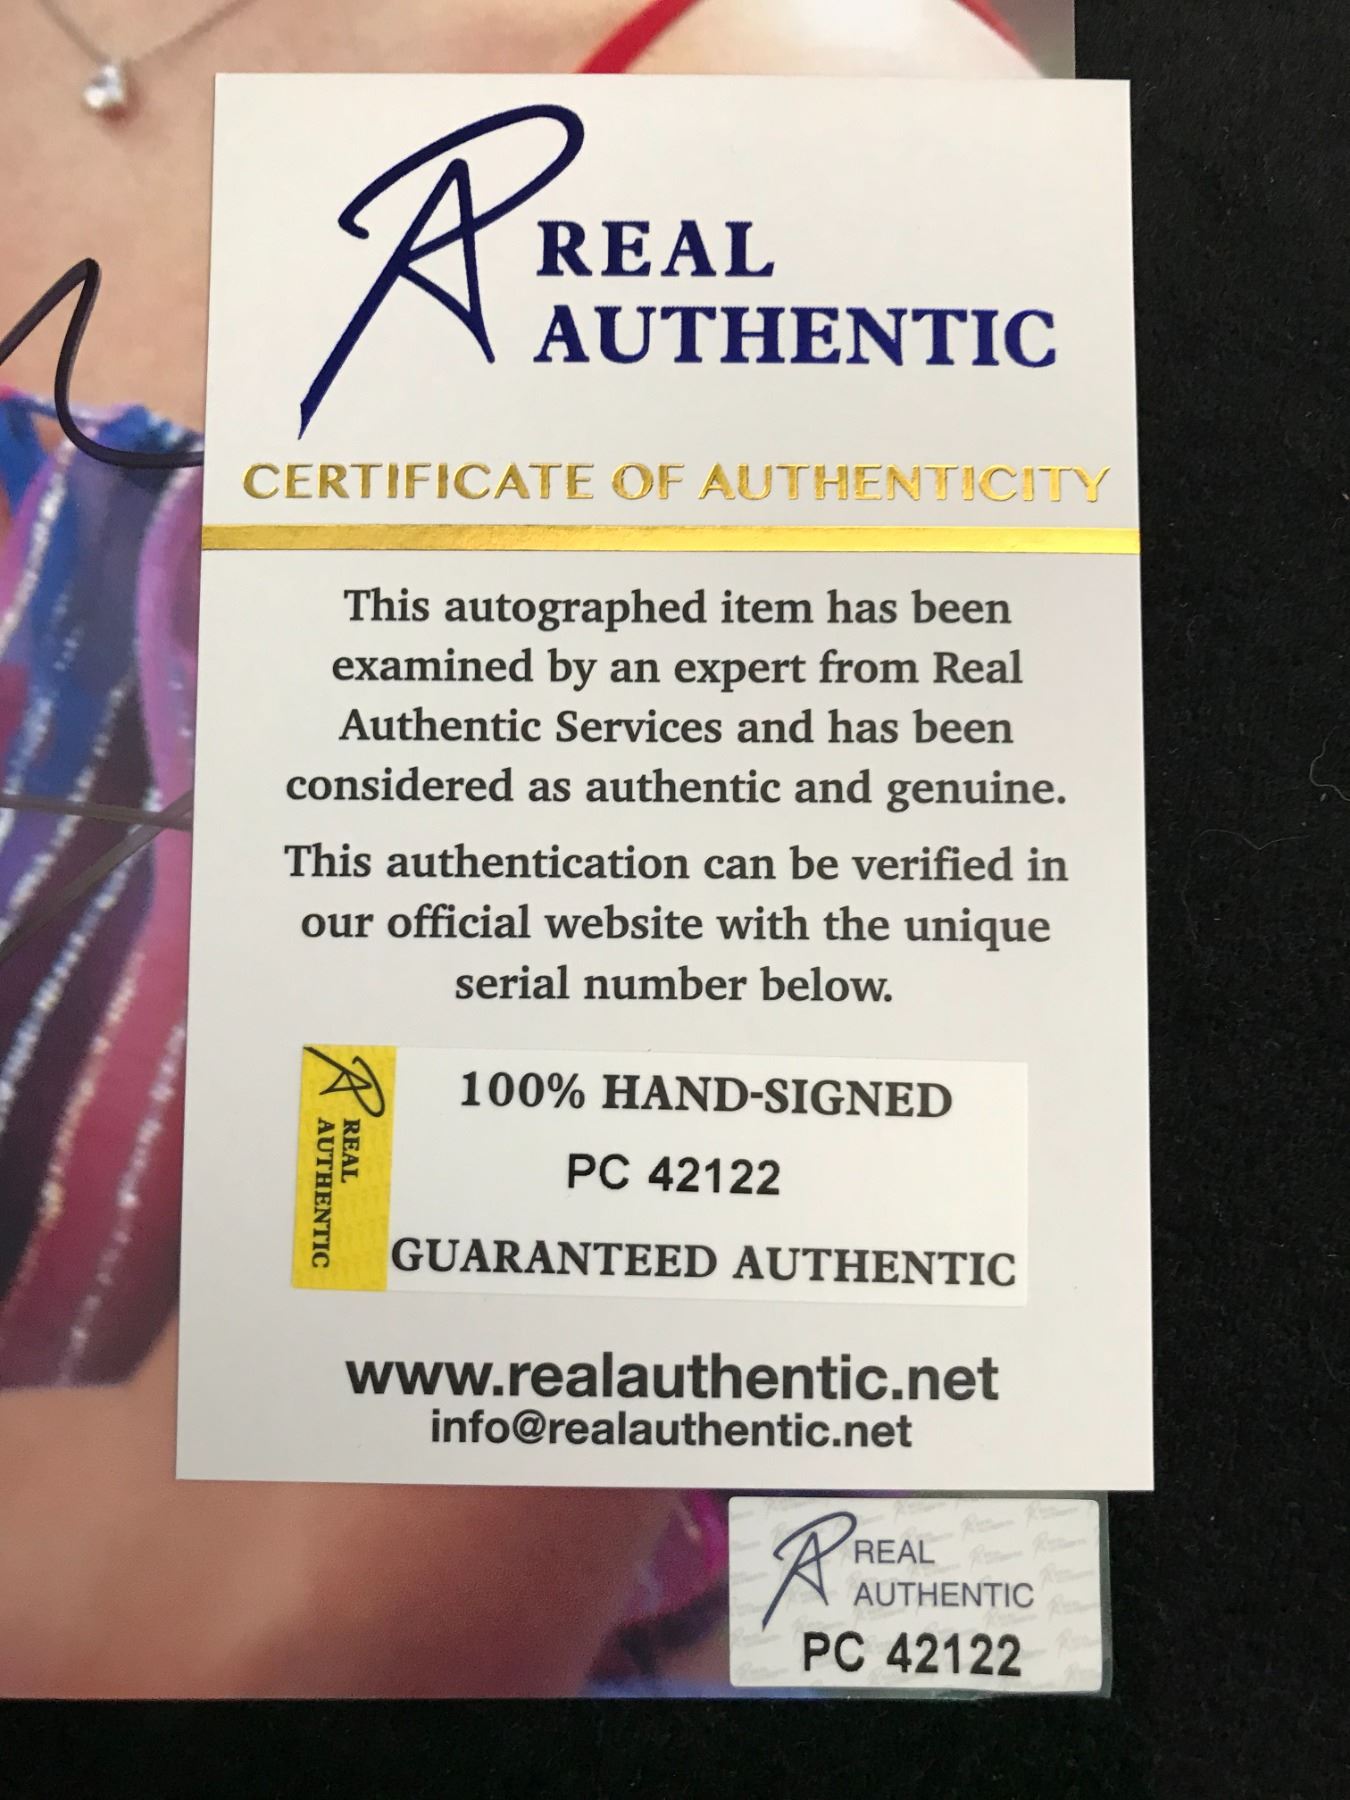 REAL
AUTHENTIC
CERTIFICATE OF AUTHENTICITY
This autographed item has been
examined by an expert from Real
Authentic Services and has been
considered as authentic and genuine.
This authentication can be verified in
our official website with the unique
serial number below.
REAL
AUTHENTIC
100% HAND-SIGNED
PC 42122
GUARANTEED AUTHENTIC
www.realauthentic.net
info@realauthentic.net
REAL
AUTHENTIC
PC 42122